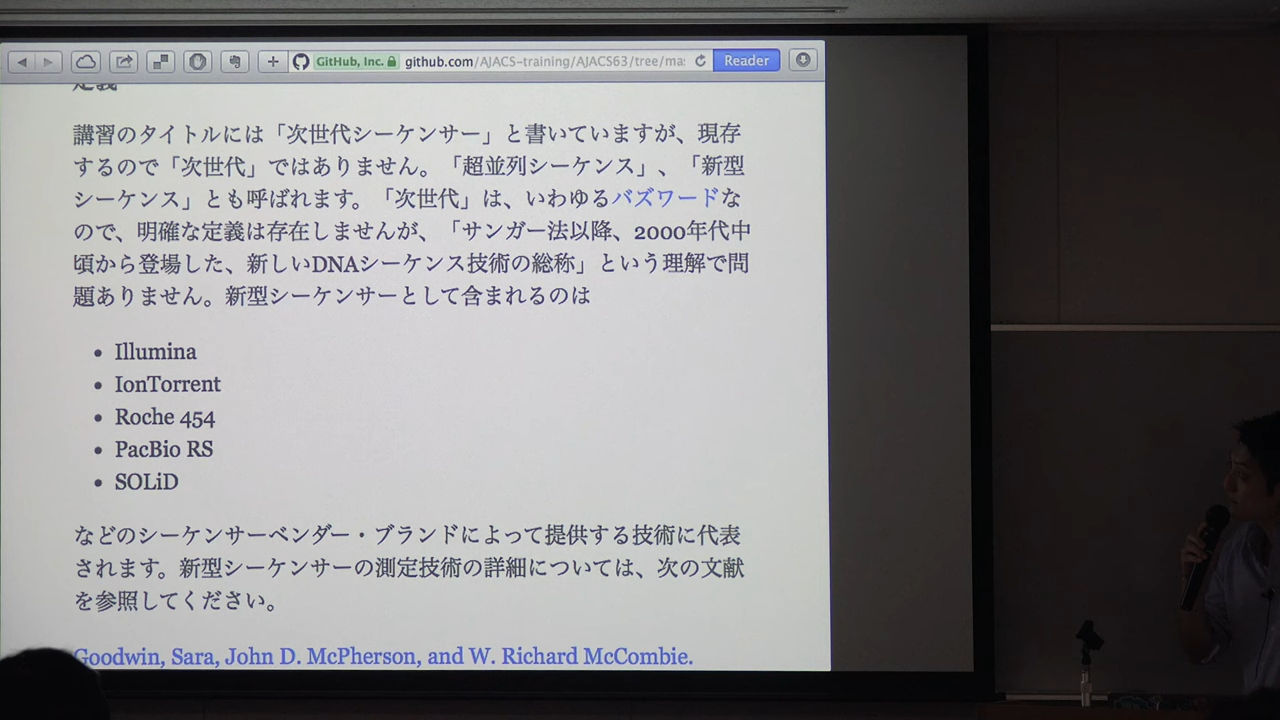 GitHub, Inc. github.com/AJACS-training/AJACS63/tree/mas Reader
定義
講習のタイトルには「次世代シーケンサー」と書いていますが、現存
するので「次世代」ではありません。「超並列シーケンス」、「新型
シーケンス」とも呼ばれます。「次世代」は、いわゆるバズワードな
ので、明確な定義は存在しませんが、「サンガー法以降、2000年代中
頃から登場した、新しいDNAシーケンス技術の総称」という理解で問
題ありません。新型シーケンサーとして含まれるのは
• Illumina
• IonTorrent
• Roche 454
• PacBio RS
• SOLiD
などのシーケンサーベンダー・ブランドによって提供する技術に代表
されます。新型シーケンサーの測定技術の詳細については、次の文献
を参照してください。
Goodwin, Sara, John D. McPherson, and W. Richard McCombie.